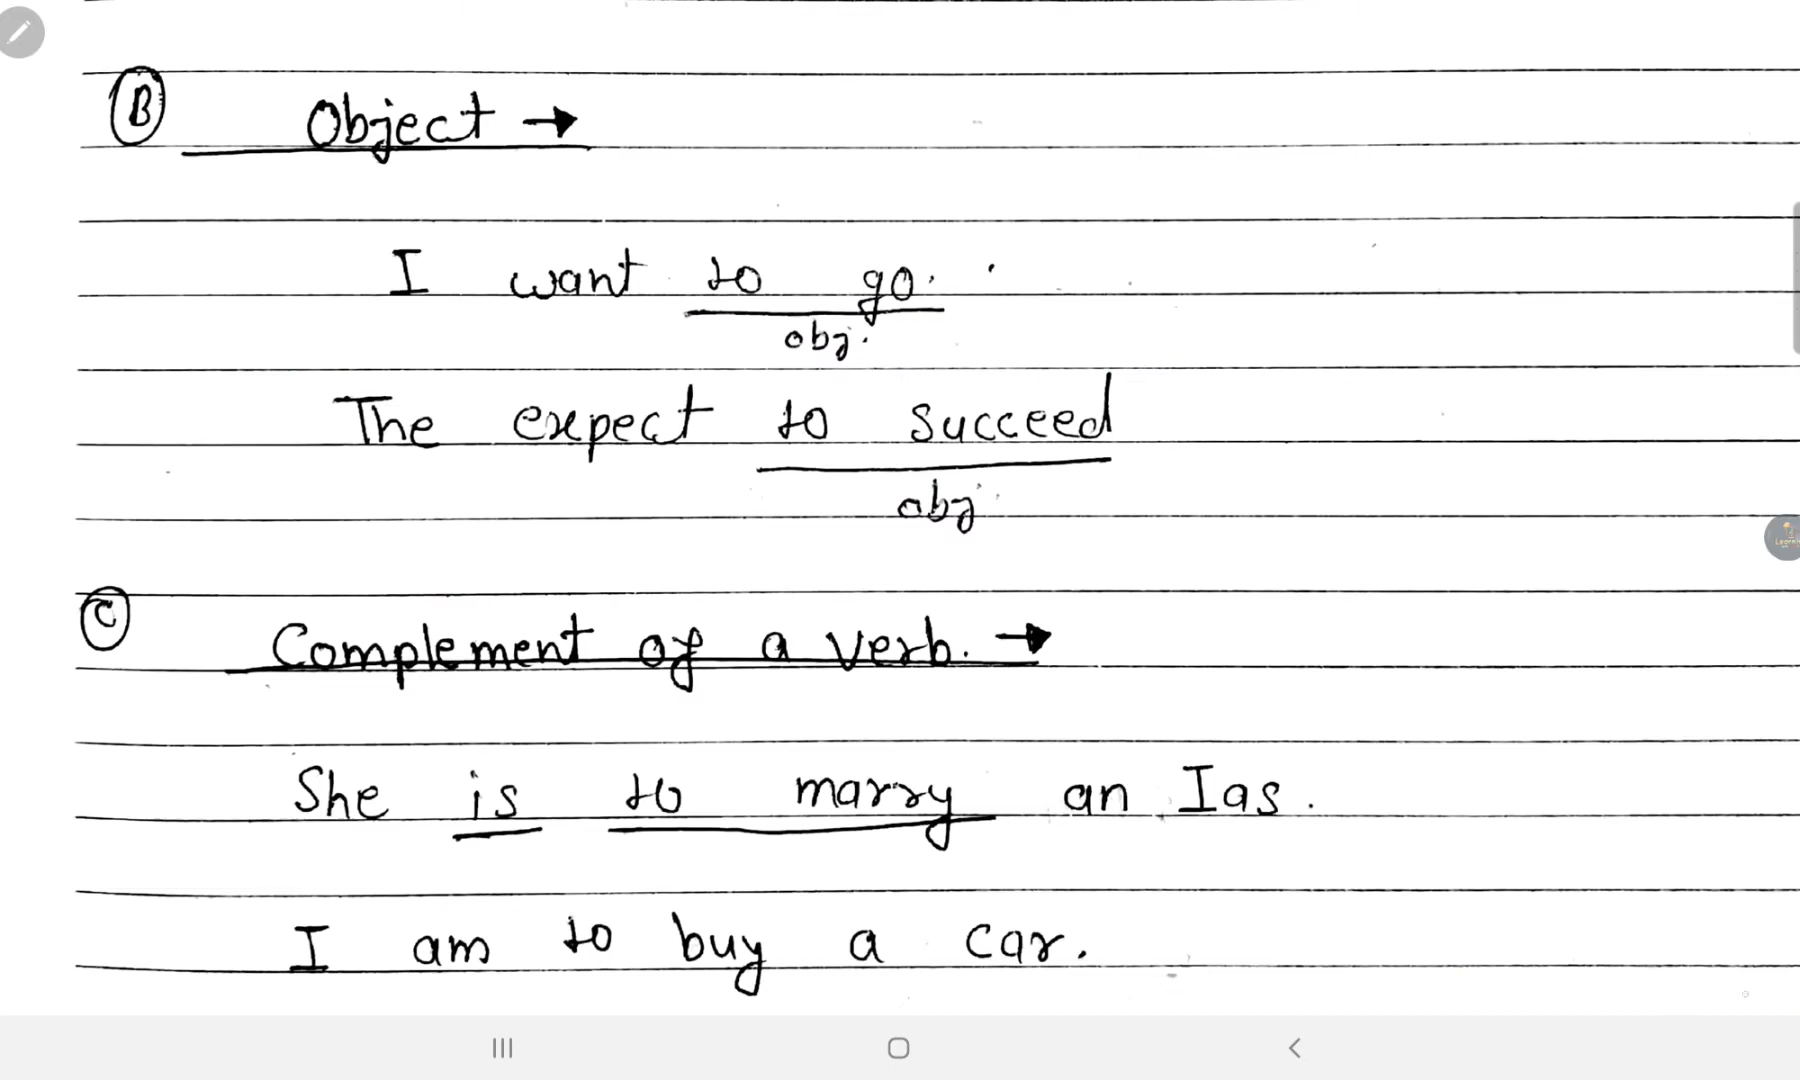 B Object →
I want to go.
obj.
The expect to succeed
obj
C Complement of a verb. →
She is to marry an Ias.
I am to buy a car.